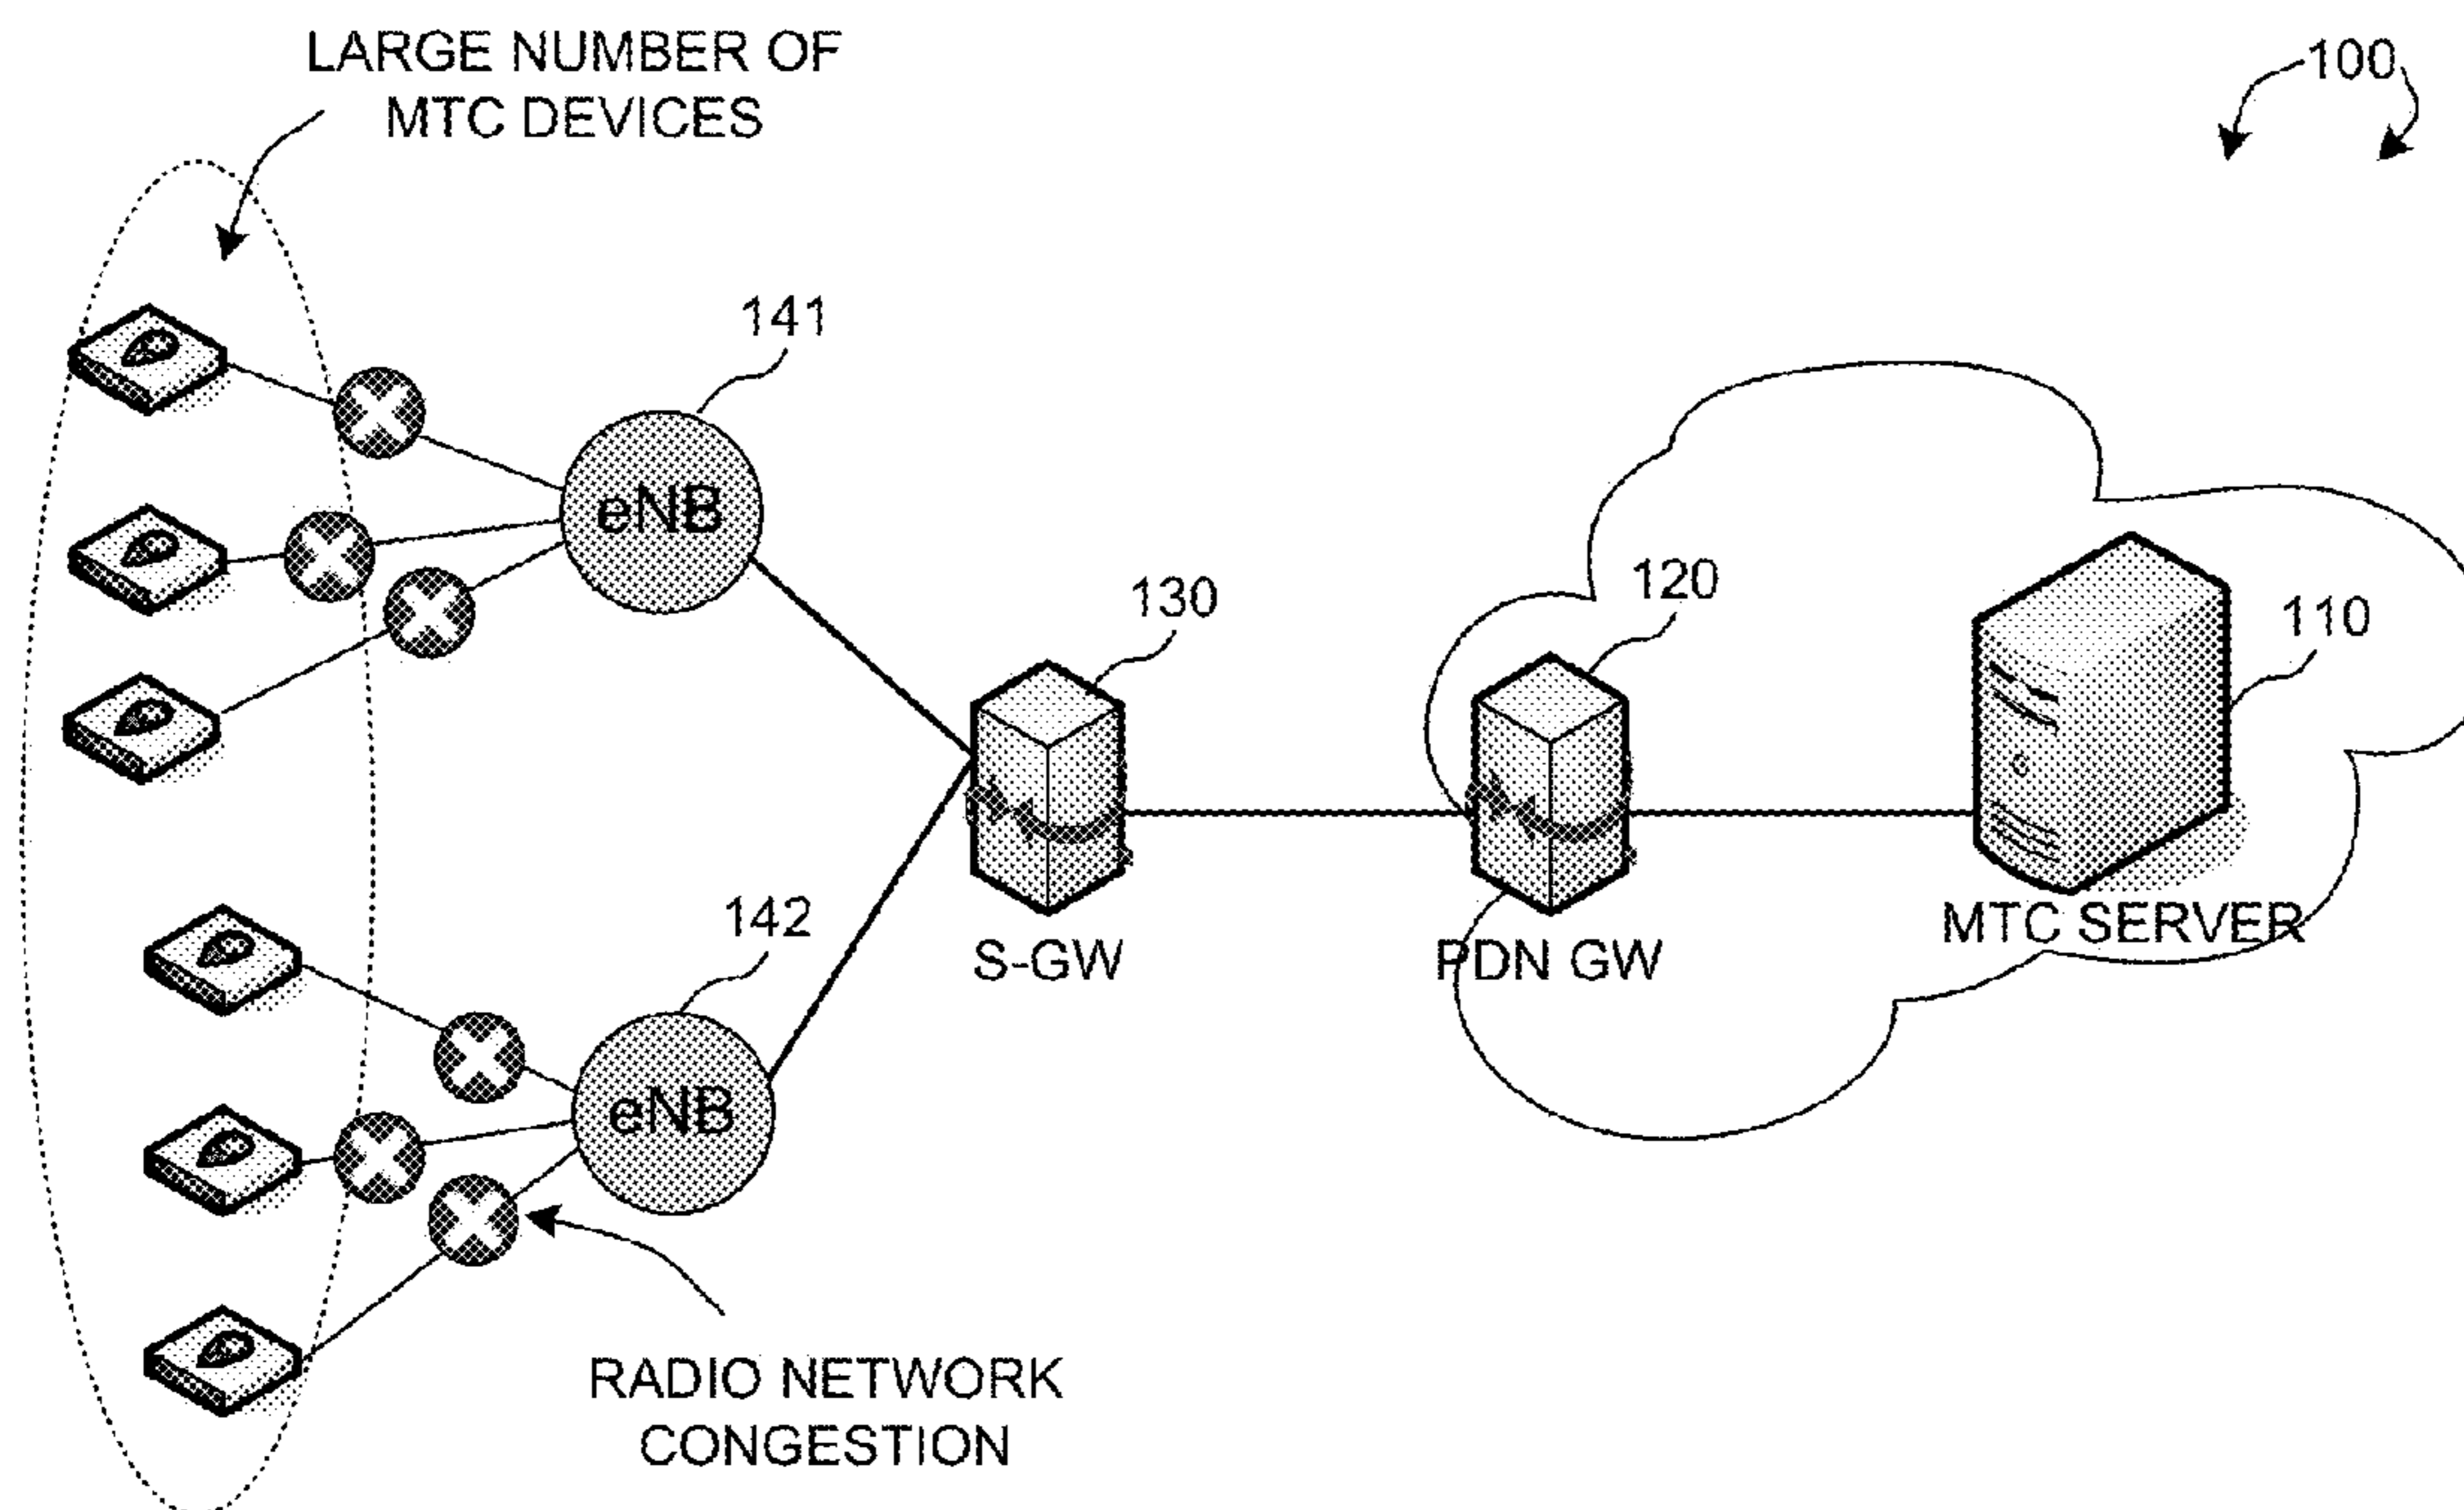 LARGE NUMBER OF
MTC DEVICES
100
141
eNB
130
120
110
S-GW
PDN GW
MTC SERVER
142
eNB
RADIO NETWORK
CONGESTION